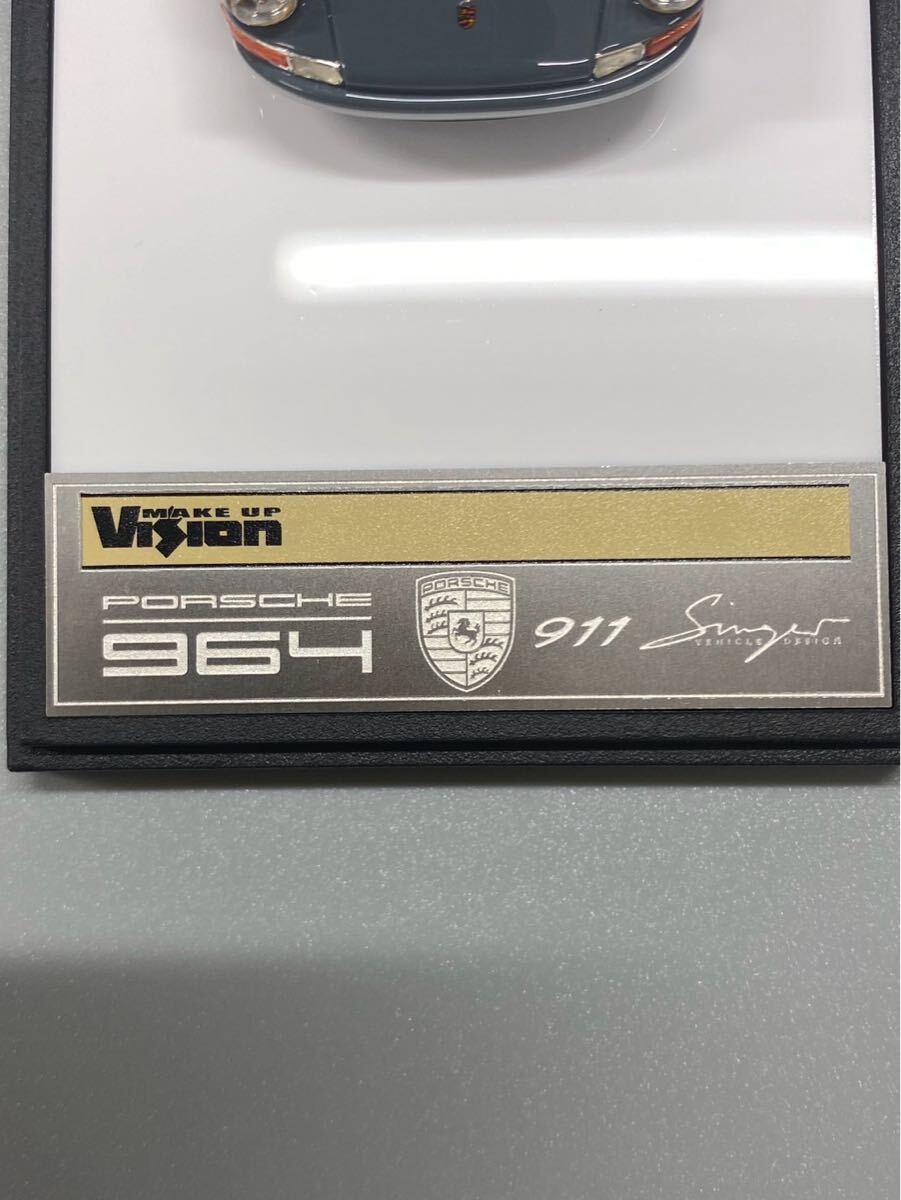 MAKE UP
Vision
PORSCHE
964
PORSCHE
911
Singer
VEHICLE DESIGN